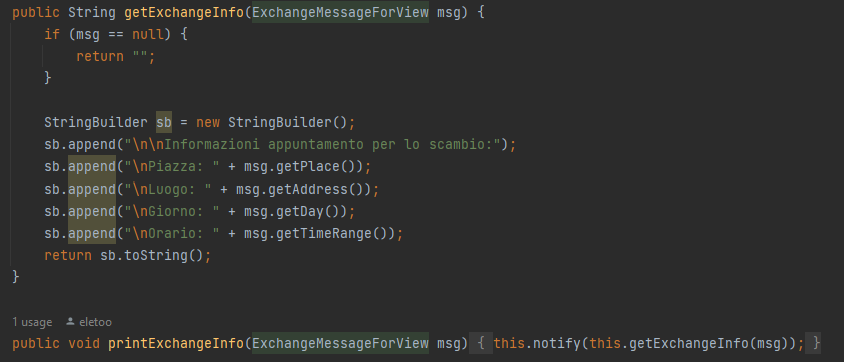 public String getExchangeInfo(ExchangeMessageForView msg) {
    if (msg == null) {
        return "";
    }
    StringBuilder sb = new StringBuilder();
    sb.append("\n\nInformazioni appuntamento per lo scambio:");
    sb.append("\nPiazza: " + msg.getPlace());
    sb.append("\nLuogo: " + msg.getAddress());
    sb.append("\nGiorno: " + msg.getDay());
    sb.append("\nOrario: " + msg.getTimeRange());
    return sb.toString();
}
1 usage eletoo
public void printExchangeInfo(ExchangeMessageForView msg) { this.notify(this.getExchangeInfo(msg)); }